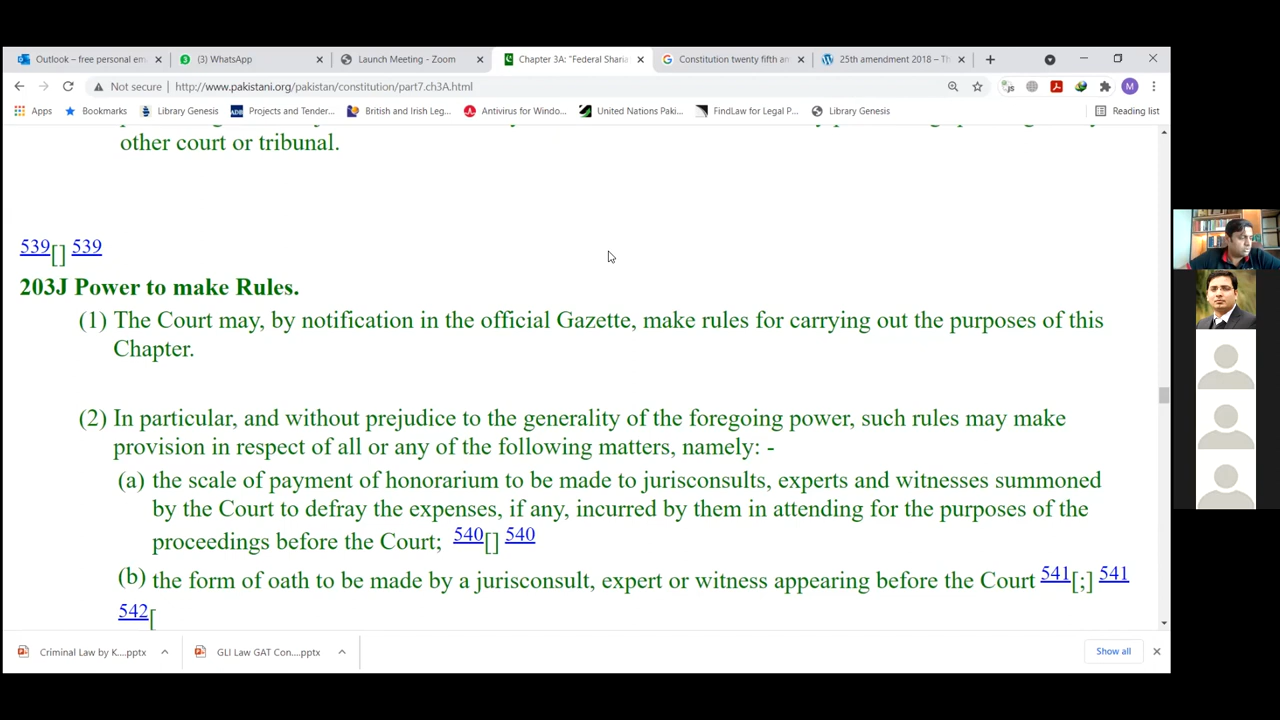 Outlook – free personal em
(3) WhatsApp
Launch Meeting - Zoom
Chapter 3A: "Federal Sharia
Constitution twenty fifth an
25th amendment 2018 – Th
Not secure
http://www.pakistani.org/pakistan/constitution/part7.ch3A.html
M
Apps
Bookmarks
Library Genesis
ADB
Projects and Tender...
British and Irish Leg...
Antivirus for Windo...
United Nations Paki...
FindLaw for Legal P...
Library Genesis
Reading list
other court or tribunal.
539[] 539
203J Power to make Rules.
(1) The Court may, by notification in the official Gazette, make rules for carrying out the purposes of this
Chapter.
(2) In particular, and without prejudice to the generality of the foregoing power, such rules may make
provision in respect of all or any of the following matters, namely: -
(a) the scale of payment of honorarium to be made to jurisconsults, experts and witnesses summoned
by the Court to defray the expenses, if any, incurred by them in attending for the purposes of the
proceedings before the Court; 540[] 540
(b) the form of oath to be made by a jurisconsult, expert or witness appearing before the Court 541[;] 541
542[
Criminal Law by K....pptx
GLI Law GAT Con....pptx
Show all